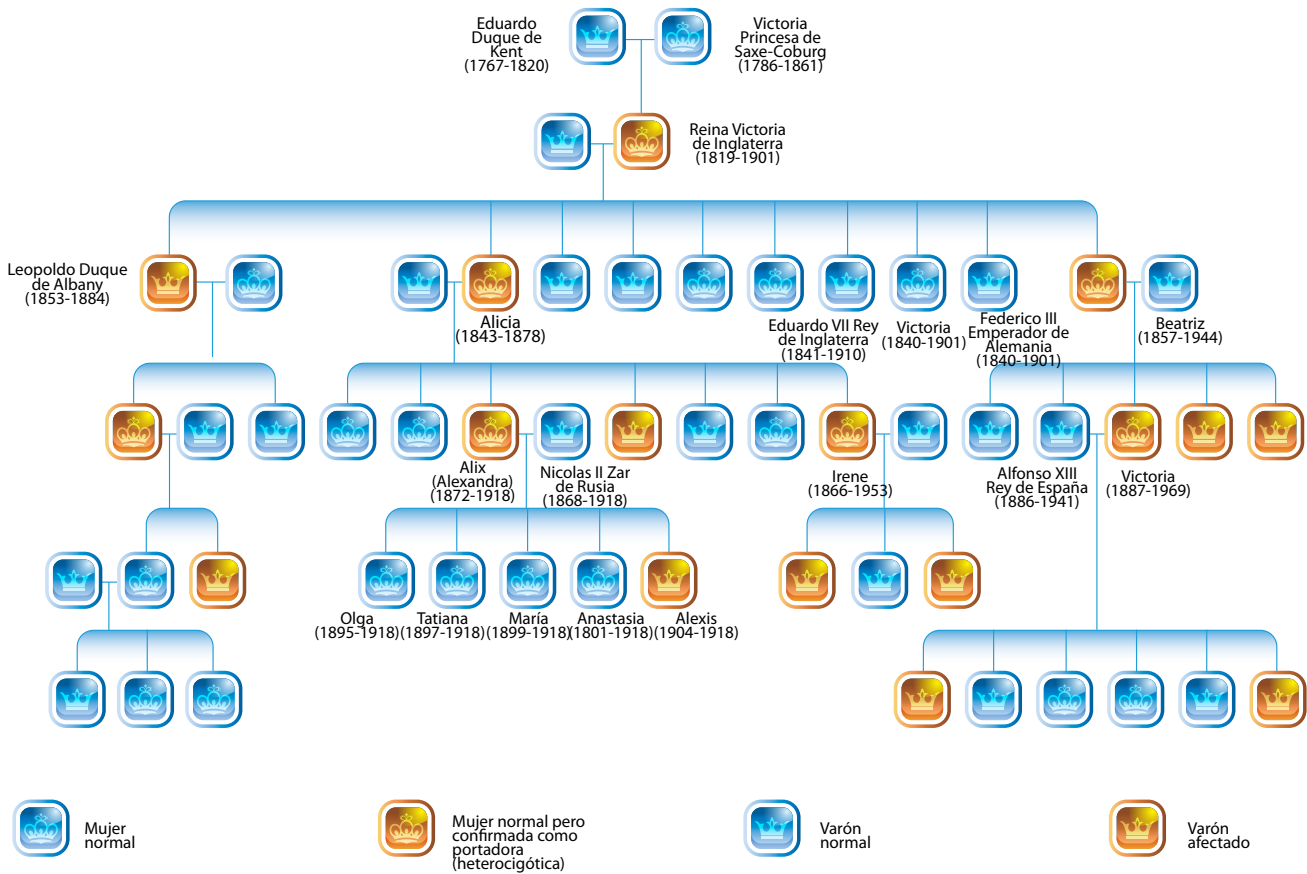 Eduardo
Duque de
Kent
(1767-1820)
Victoria
Princesa de
Saxe-Coburg
(1786-1861)
Reina Victoria
de Inglaterra
(1819-1901)
Leopoldo Duque
de Albany
(1853-1884)
Alicia
(1843-1878)
Eduardo VII Rey
de Inglaterra
(1841-1910)
Victoria
(1840-1901)
Federico III
Emperador de
Alemania
(1840-1901)
Beatriz
(1857-1944)
Alix
(Alexandra)
(1872-1918)
Nicolas II Zar
de Rusia
(1868-1918)
Irene
(1866-1953)
Alfonso XIII
Rey de España
(1886-1941)
Victoria
(1887-1969)
Olga
(1895-1918)
Tatiana
(1897-1918)
María
(1899-1918)
Anastasia
(1801-1918)
Alexis
(1904-1918)
Mujer
normal
Mujer normal pero
confirmada como
portadora
(heterocigótica)
Varón
normal
Varón
afectado